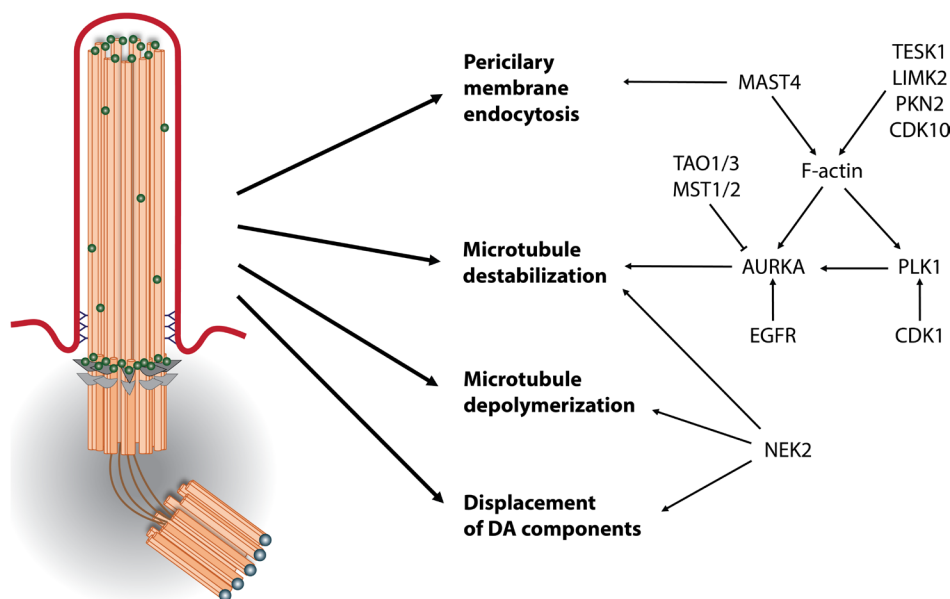 Pericilary
membrane
endocytosis
MAST4
TESK1
LIMK2
PKN2
CDK10
F-actin
TAO1/3
MST1/2
Microtubule
destabilization
AURKA
PLK1
EGFR
CDK1
Microtubule
depolymerization
NEK2
Displacement
of DA components